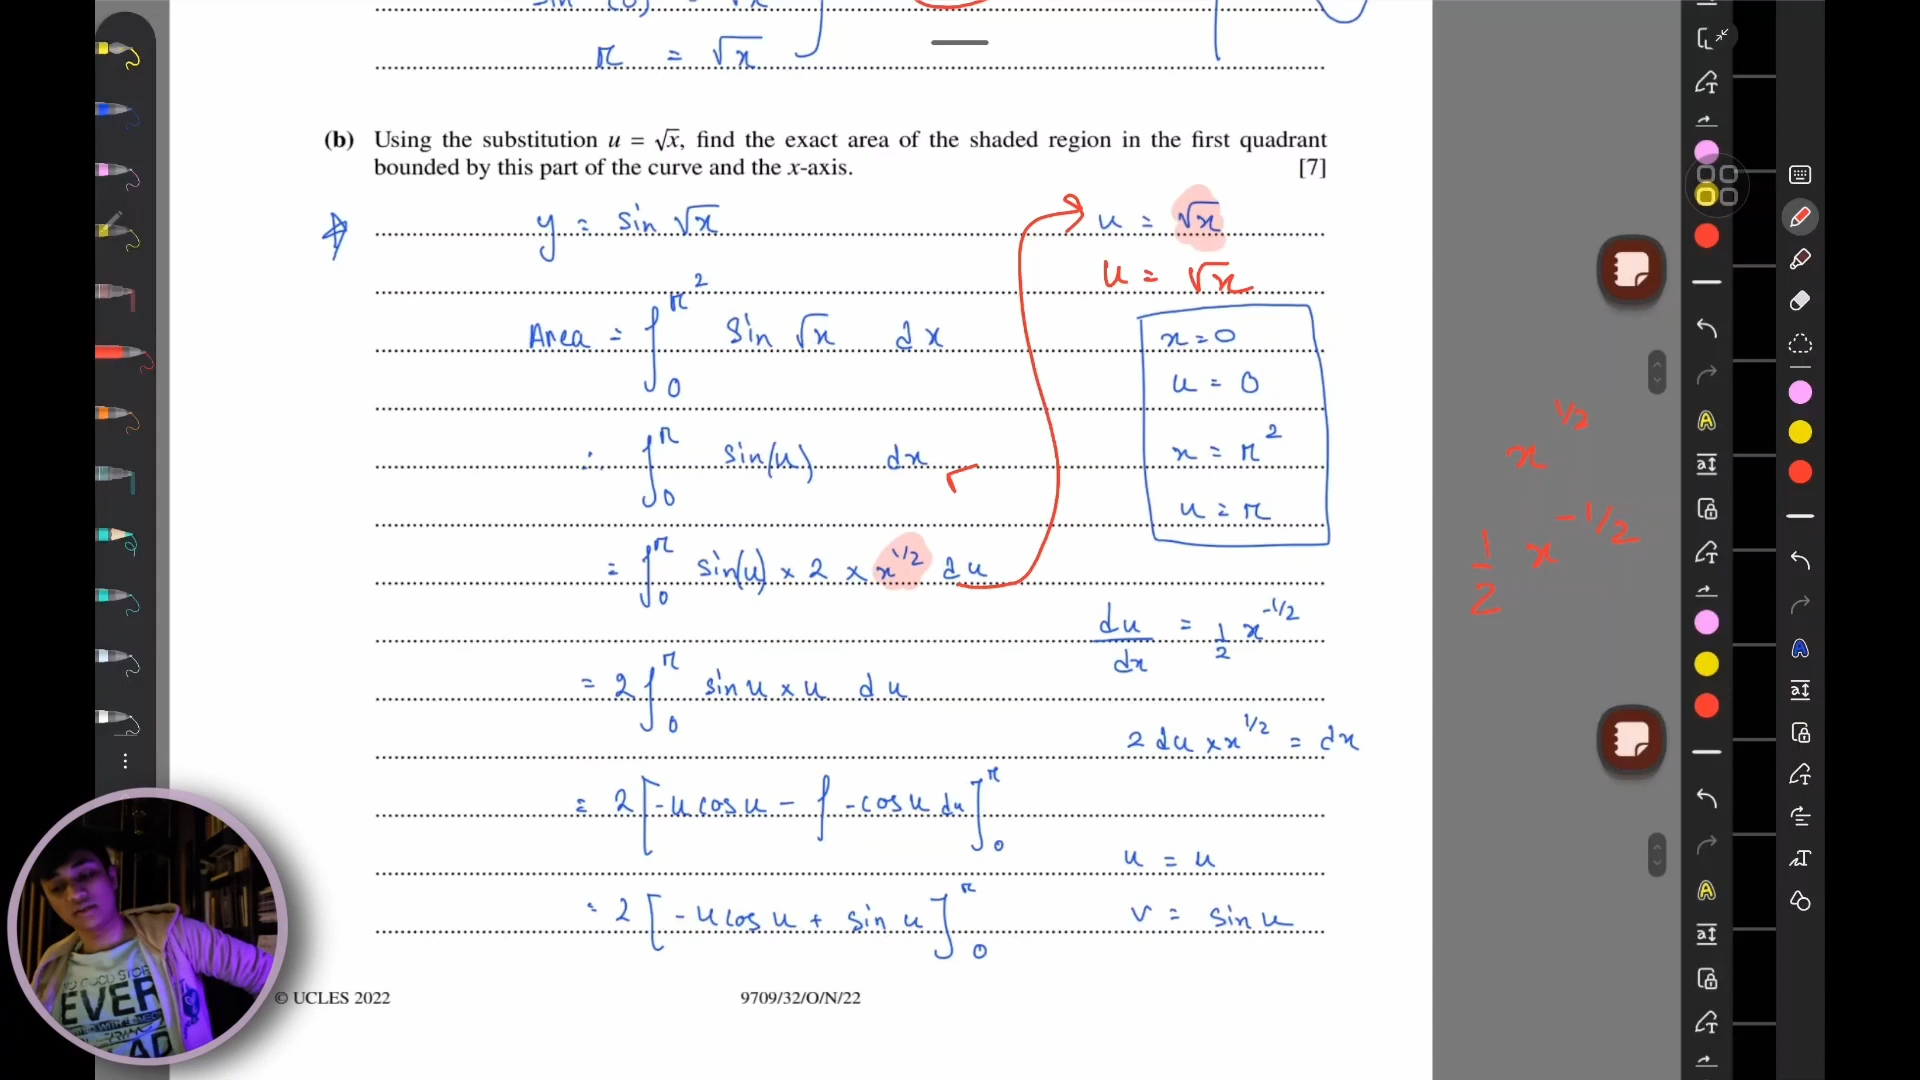 π = √x
(b) Using the substitution u = √x, find the exact area of the shaded region in the first quadrant
bounded by this part of the curve and the x-axis. [7]
y = sin √x
u = √x
u = √x
Area = ∫₀^π² sin √x dx
x = 0
u = 0
x = π²
u = π
∴ ∫₀^π sin(u) dx
= ∫₀^π sin(u) × 2 × x^1/2 du
x^1/2
1/2 x^-1/2
du/dx = 1/2 x^-1/2
= 2 ∫₀^π sin u × u du
2 du × x^1/2 = dx
= 2 [-u cos u - ∫ -cos u du]₀^π
u = u
= 2 [-u cos u + sin u]₀^π
v = sin u
© UCLES 2022 9709/32/O/N/22
EVER